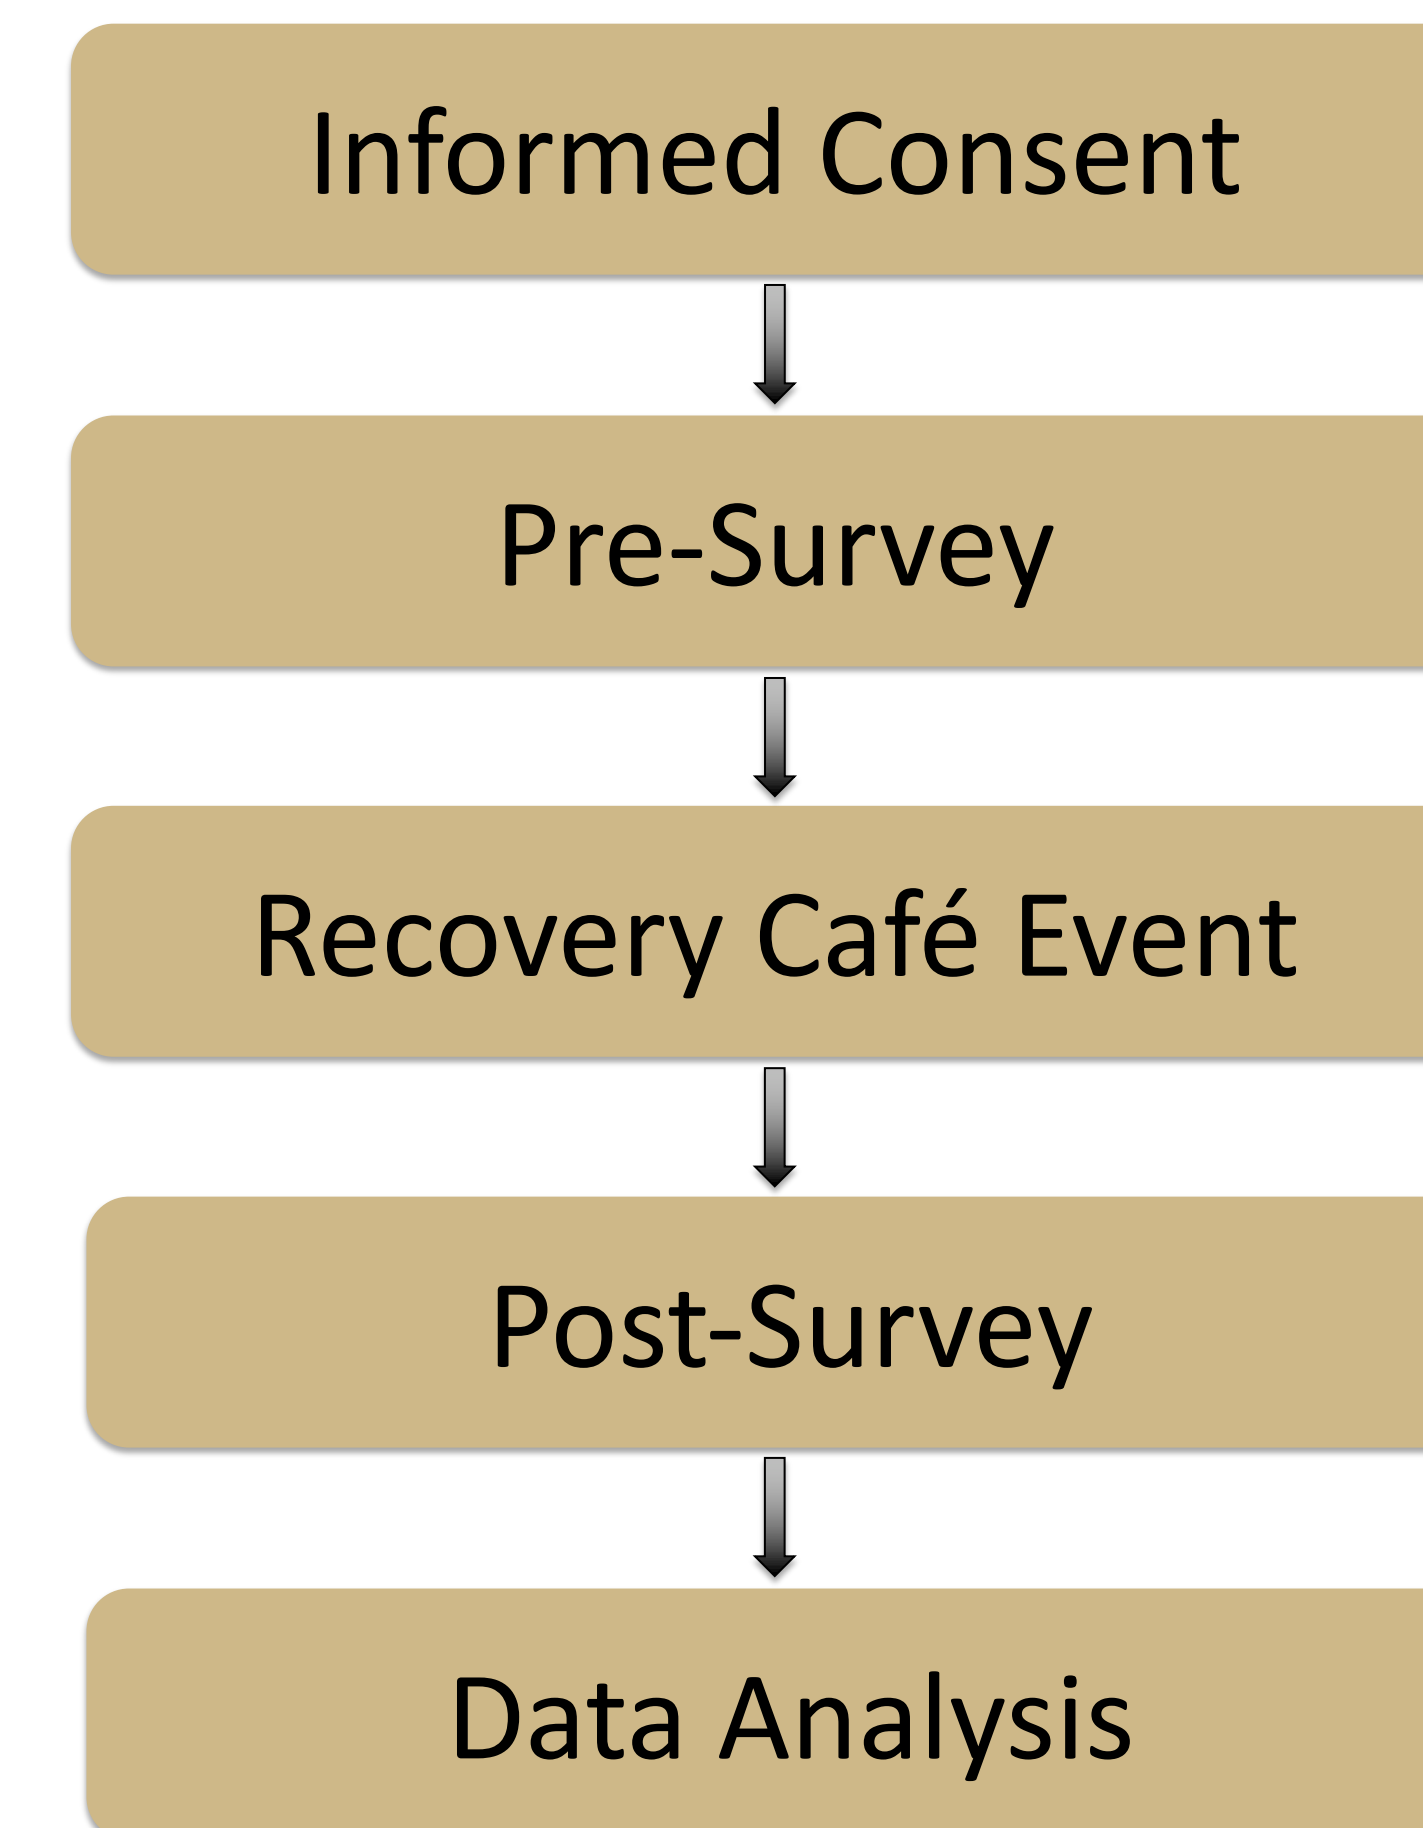 Informed Consent
Pre-Survey
Recovery Café Event
Post-Survey
Data Analysis